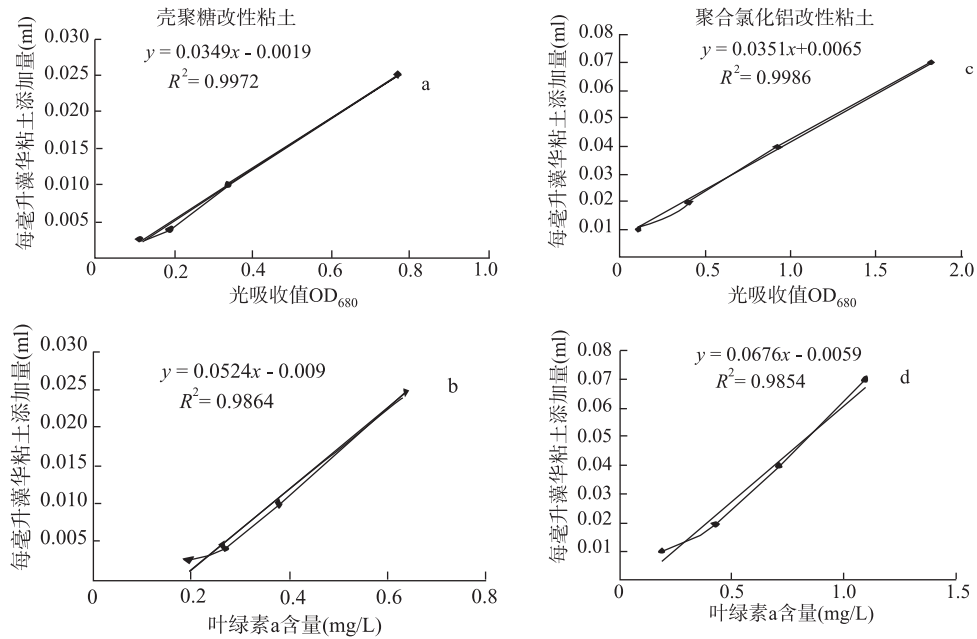 壳聚糖改性粘土
每毫升藻华粘土添加量(ml)
0.030
0.025
0.020
0.015
0.010
0.005
y = 0.0349x - 0.0019
R² = 0.9972
a
0 0.2 0.4 0.6 0.8 1.0
光吸收值OD₆₈₀
聚合氯化铝改性粘土
每毫升藻华粘土添加量(ml)
0.08
0.07
0.06
0.05
0.04
0.03
0.02
0.01
y = 0.0351x+0.0065
R² = 0.9986
c
0 0.5 1.0 1.5 2.0
光吸收值OD₆₈₀
每毫升藻华粘土添加量(ml)
0.030
0.020
0.020
0.015
0.010
0.005
y = 0.0524x - 0.009
R² = 0.9864
b
0 0.2 0.4 0.6 0.8
叶绿素a含量(mg/L)
每毫升藻华粘土添加量(ml)
0.08
0.07
0.06
0.05
0.04
0.03
0.02
0.01
y = 0.0676x - 0.0059
R² = 0.9854
d
0 0.5 1.0 1.5
叶绿素a含量(mg/L)